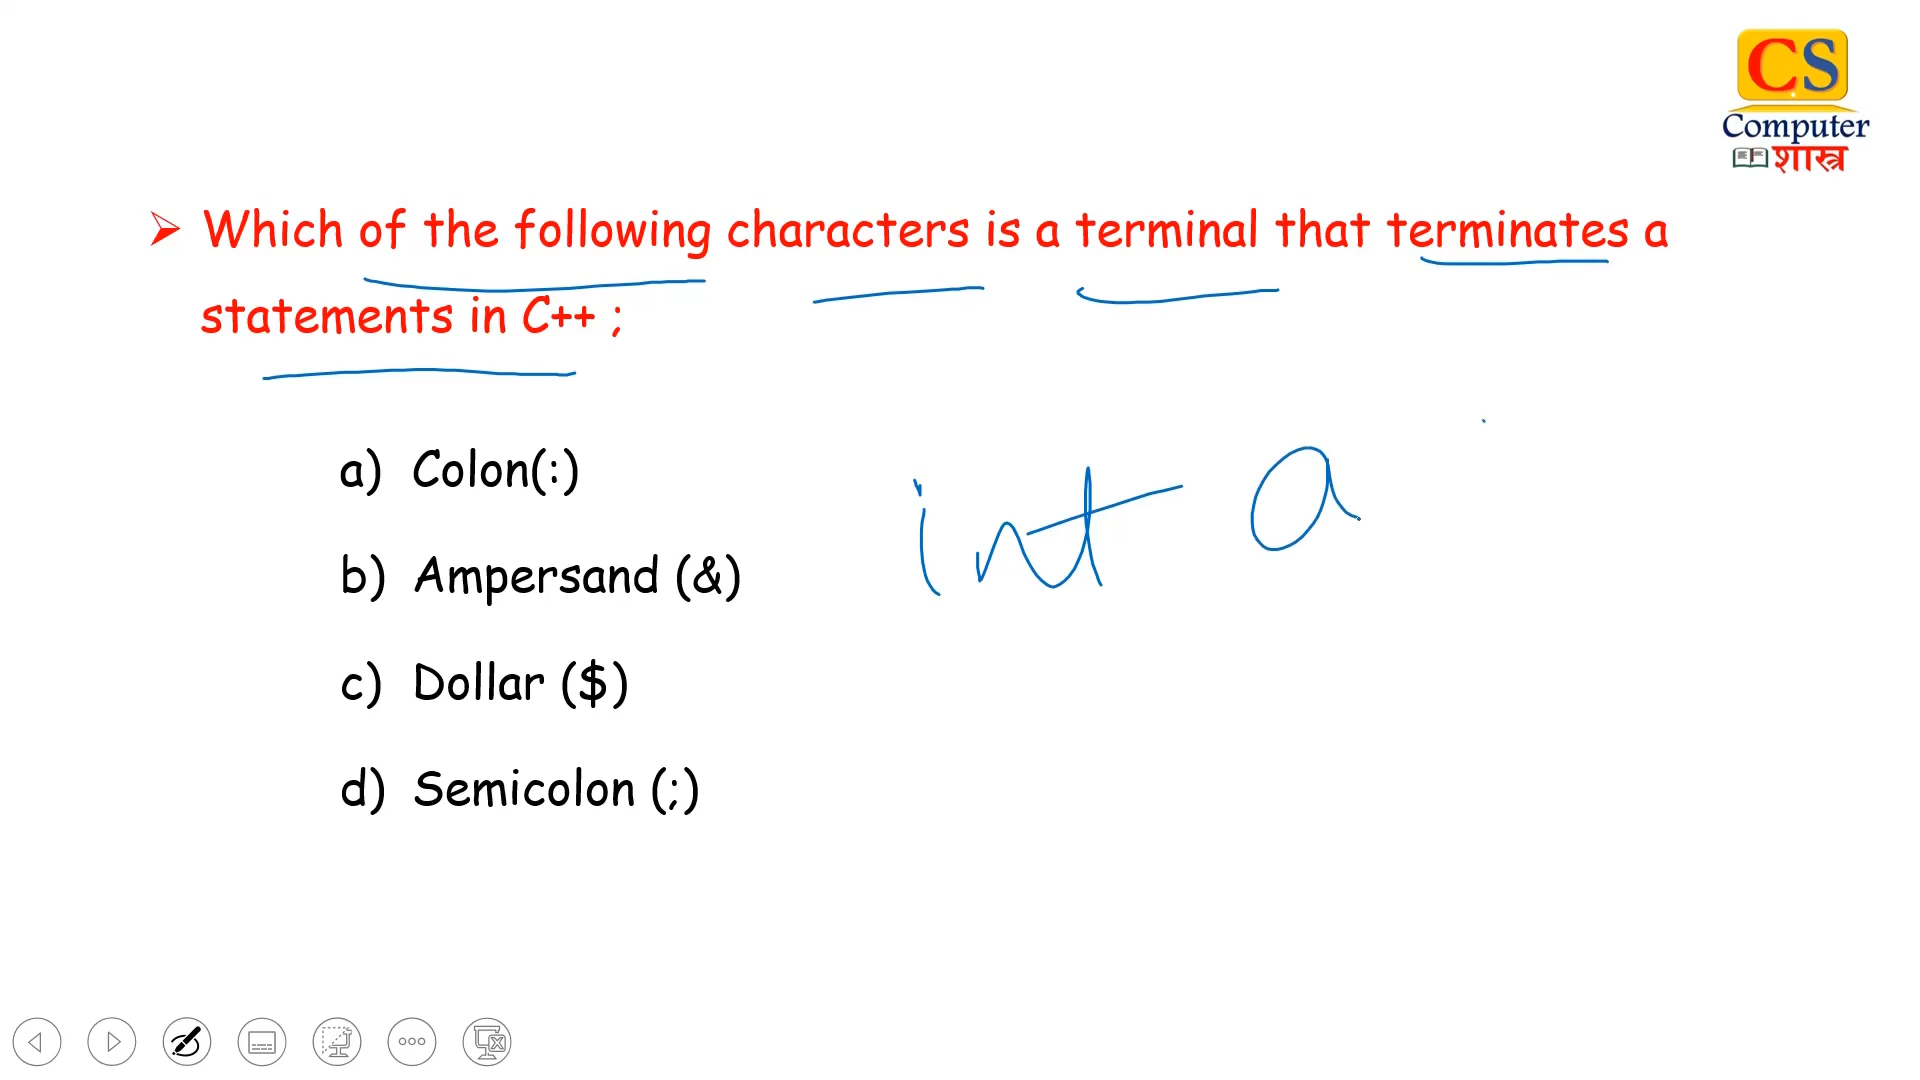 CS
Computer
शास्त्र
➢ Which of the following characters is a terminal that terminates a
statements in C++ ;
a) Colon(:)
int a
b) Ampersand (&)
c) Dollar ($)
d) Semicolon (;)